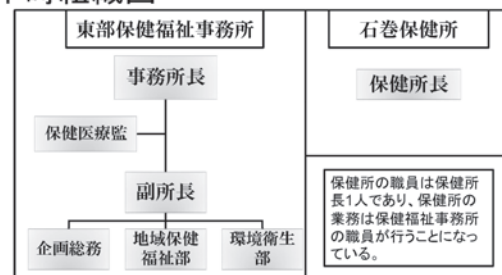 東部保健福祉事務所
事務所長
保健医療監
副所長
企画総務
地域保健
福祉部
環境衛生
部
石巻保健所
保健所長
保健所の職員は保健所
長1人であり、保健所の
業務は保健福祉事務所
の職員が行うことになっ
ている。